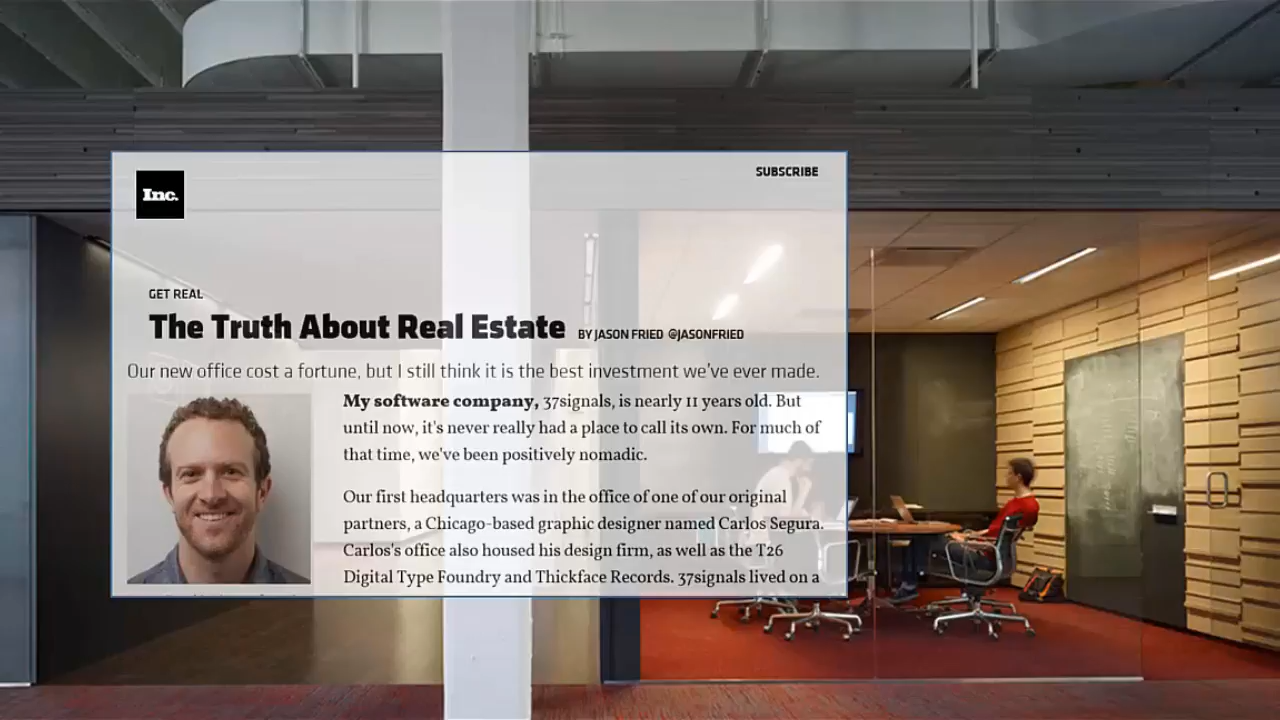 Inc.
SUBSCRIBE
GET REAL
The Truth About Real Estate BY JASON FRIED @JASONFRIED
Our new office cost a fortune, but I still think it is the best investment we've ever made.
My software company, 37signals, is nearly 11 years old. But
until now, it's never really had a place to call its own. For much of
that time, we've been positively nomadic.
Our first headquarters was in the office of one of our original
partners, a Chicago-based graphic designer named Carlos Segura.
Carlos's office also housed his design firm, as well as the T26
Digital Type Foundry and Thickface Records. 37signals lived on a